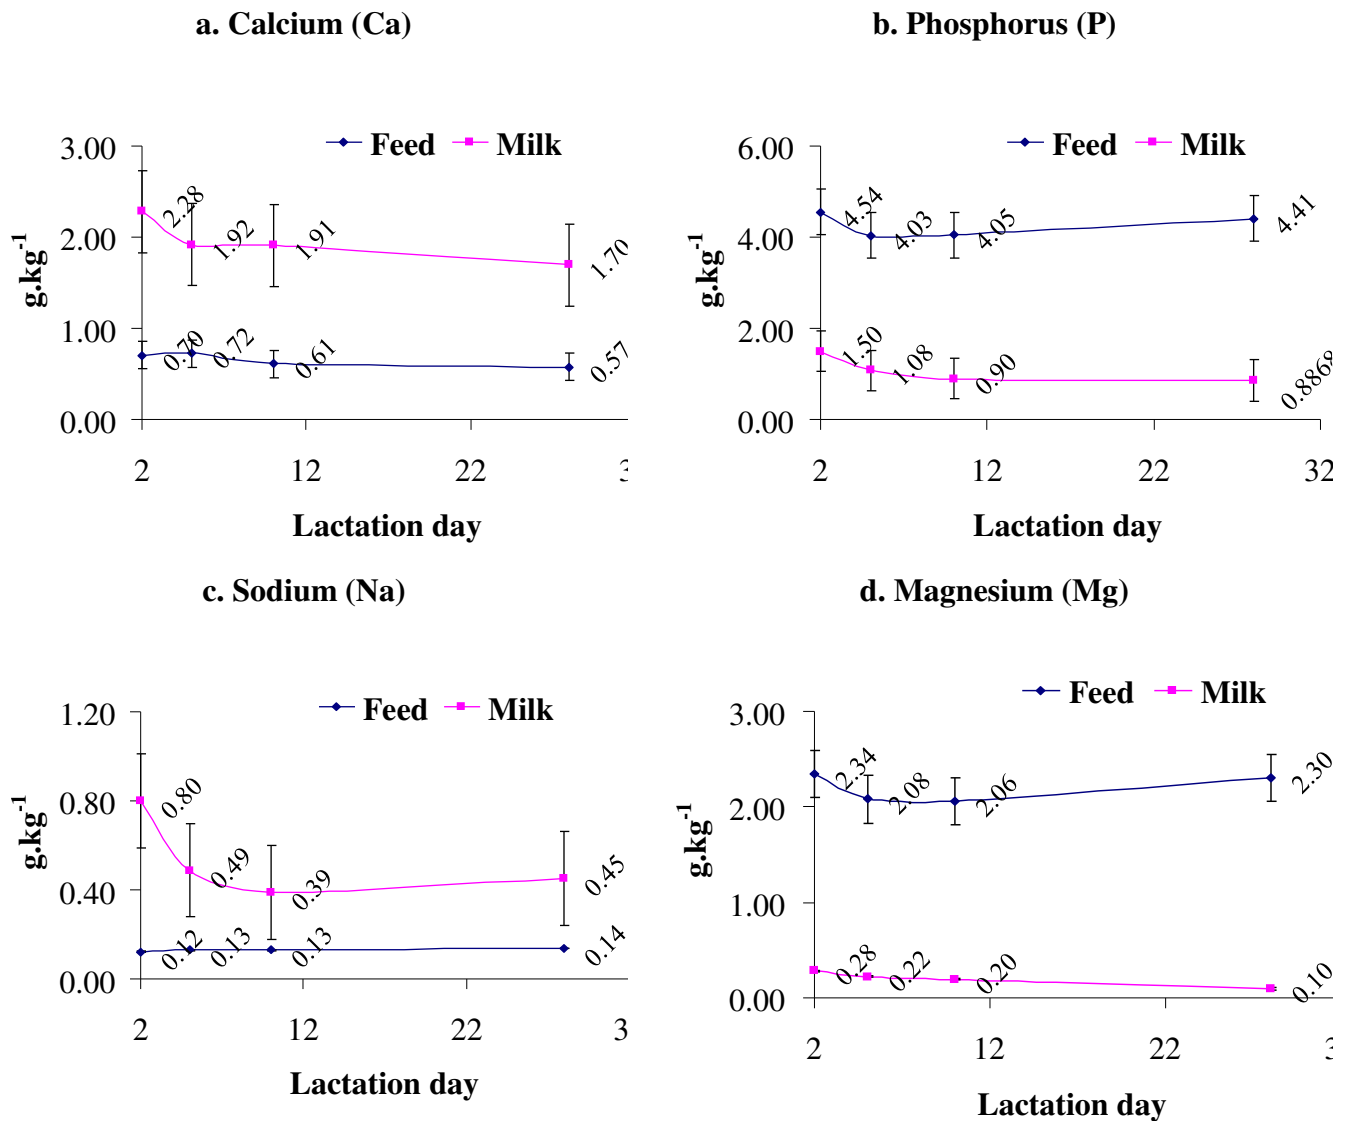 a. Calcium (Ca)
Feed Milk
3.00
2.00
1.00
0.00
g.kg-1
2.28
1.92
1.91
1.70
0.70
0.72
0.61
0.57
2 12 22 3
Lactation day
b. Phosphorus (P)
Feed Milk
6.00
4.00
2.00
0.00
g.kg-1
4.54
4.03
4.05
4.41
1.50
1.08
0.90
0.8868
2 12 22 32
Lactation day
c. Sodium (Na)
Feed Milk
1.20
0.80
0.40
0.00
g.kg-1
0.80
0.49
0.39
0.45
0.12
0.13
0.13
0.14
2 12 22 3
Lactation day
d. Magnesium (Mg)
Feed Milk
3.00
2.00
1.00
0.00
g.kg-1
2.34
2.08
2.06
2.30
0.28
0.22
0.20
0.10
2 12 22 3
Lactation day